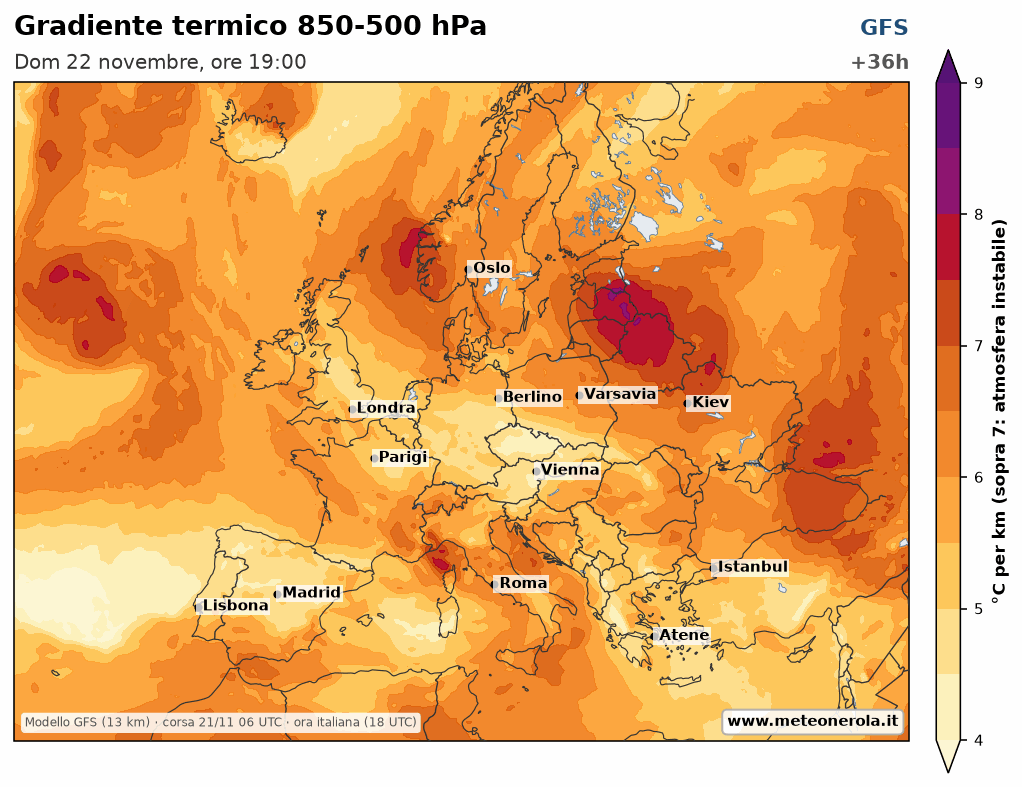 Gradiente termico 850-500 hPa
GFS
Dom 22 novembre, ore 19:00
+36h
Oslo
Berlino
Varsavia
Londra
Kiev
Parigi
Vienna
Istanbul
Roma
Madrid
Lisbona
Atene
Modello GFS (13 km) · corsa 21/11 06 UTC · ora italiana (18 UTC)
www.meteonerola.it
9
8
7
6
5
4
°C per km (sopra 7: atmosfera instabile)